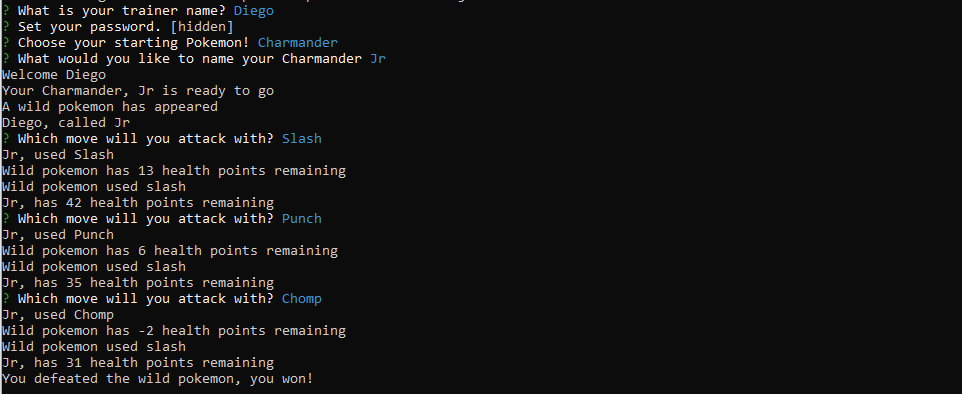 ? What is your trainer name? Diego
? Set your password. [hidden]
? Choose your starting Pokemon! Charmander
? What would you like to name your Charmander Jr
Welcome Diego
Your Charmander, Jr is ready to go
A wild pokemon has appeared
Diego, called Jr
? Which move will you attack with? Slash
Jr, used Slash
Wild pokemon has 13 health points remaining
Wild pokemon used slash
Jr, has 42 health points remaining
? Which move will you attack with? Punch
Jr, used Punch
Wild pokemon has 6 health points remaining
Wild pokemon used slash
Jr, has 35 health points remaining
? Which move will you attack with? Chomp
Jr, used Chomp
Wild pokemon has -2 health points remaining
Wild pokemon used slash
Jr, has 31 health points remaining
You defeated the wild pokemon, you won!